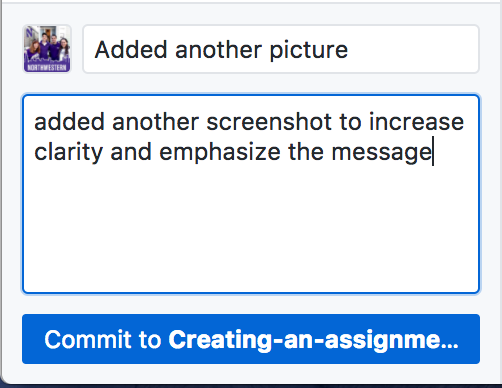 NORTHWESTERN
Added another picture
added another screenshot to increase
clarity and emphasize the message
Commit to Creating-an-assignme...